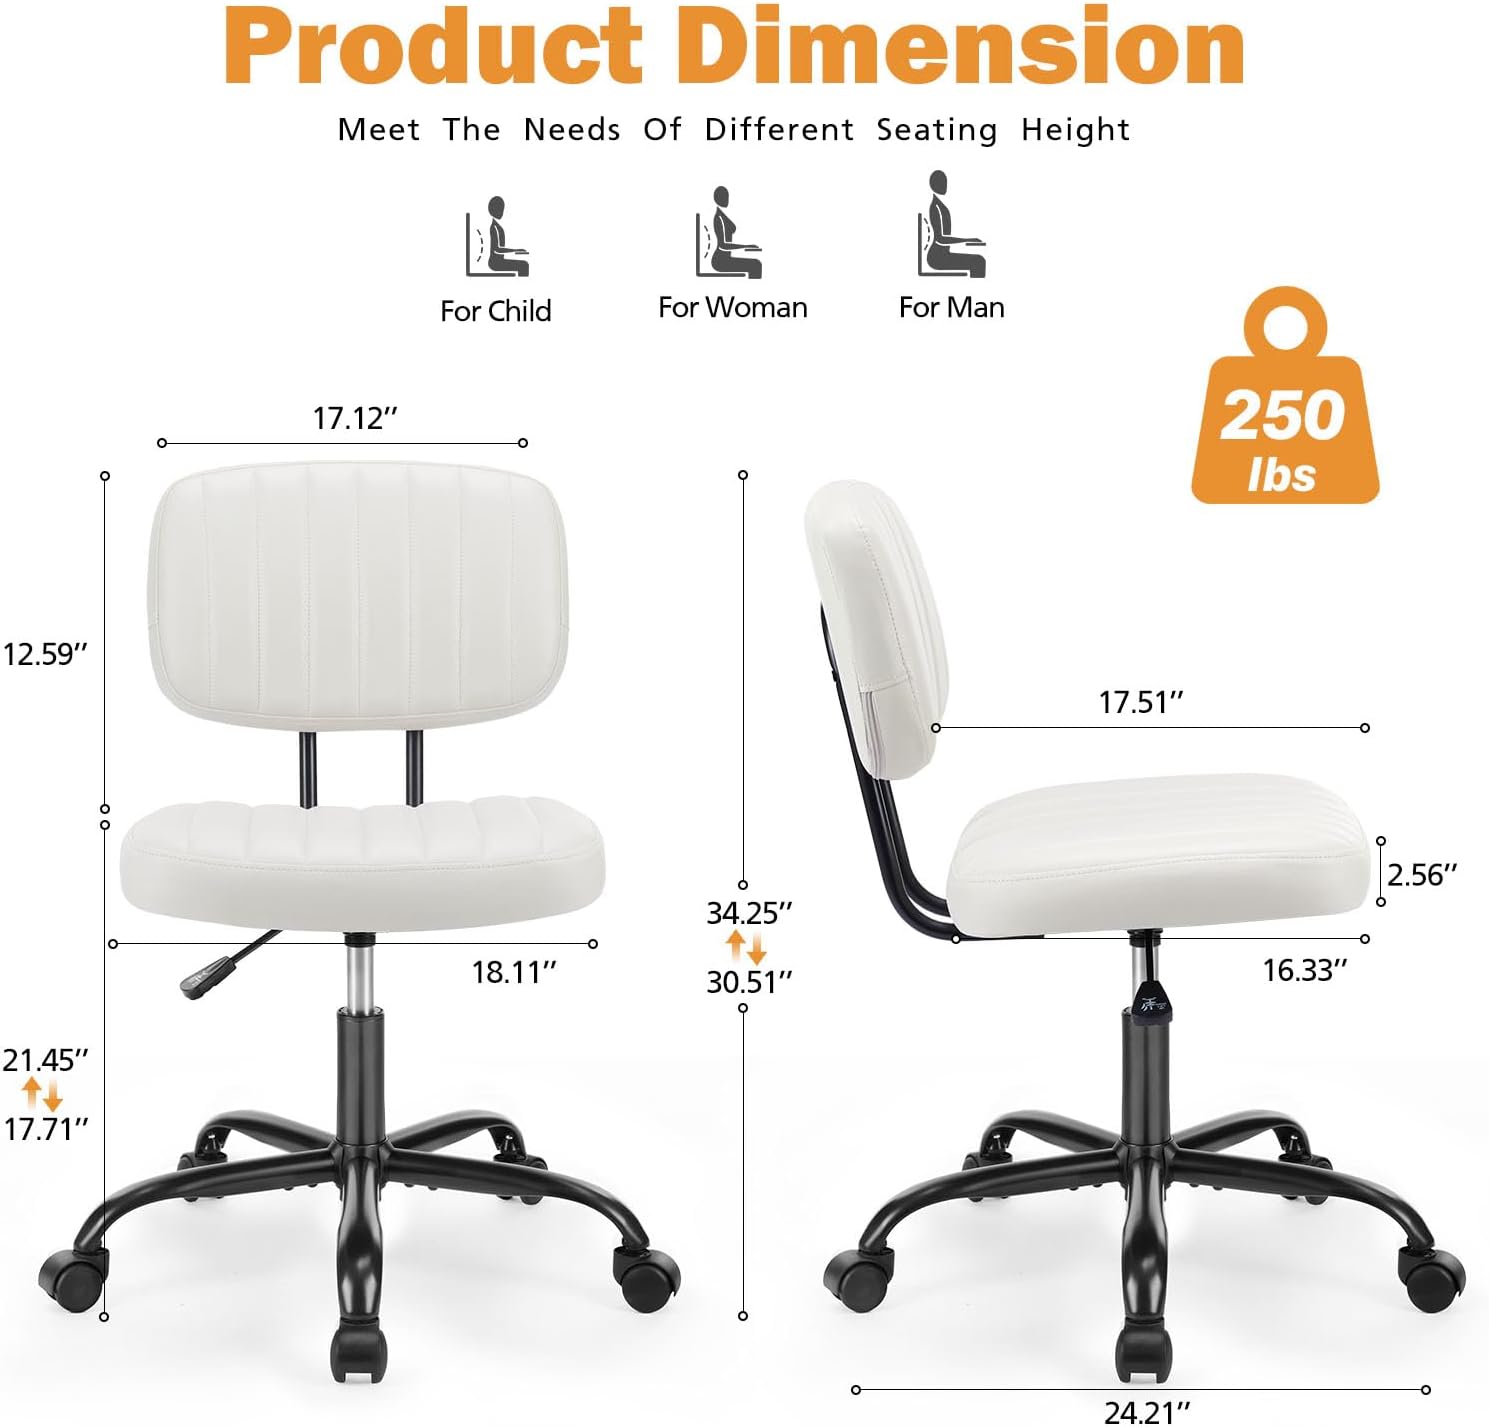 Product Dimension
Meet The Needs Of Different Seating Height
For Child
For Woman
For Man
250
lbs
17.12’’
12.59’’
17.51’’
2.56’’
34.25’’
30.51’’
18.11’’
16.33’’
21.45’’
17.71’’
24.21’’